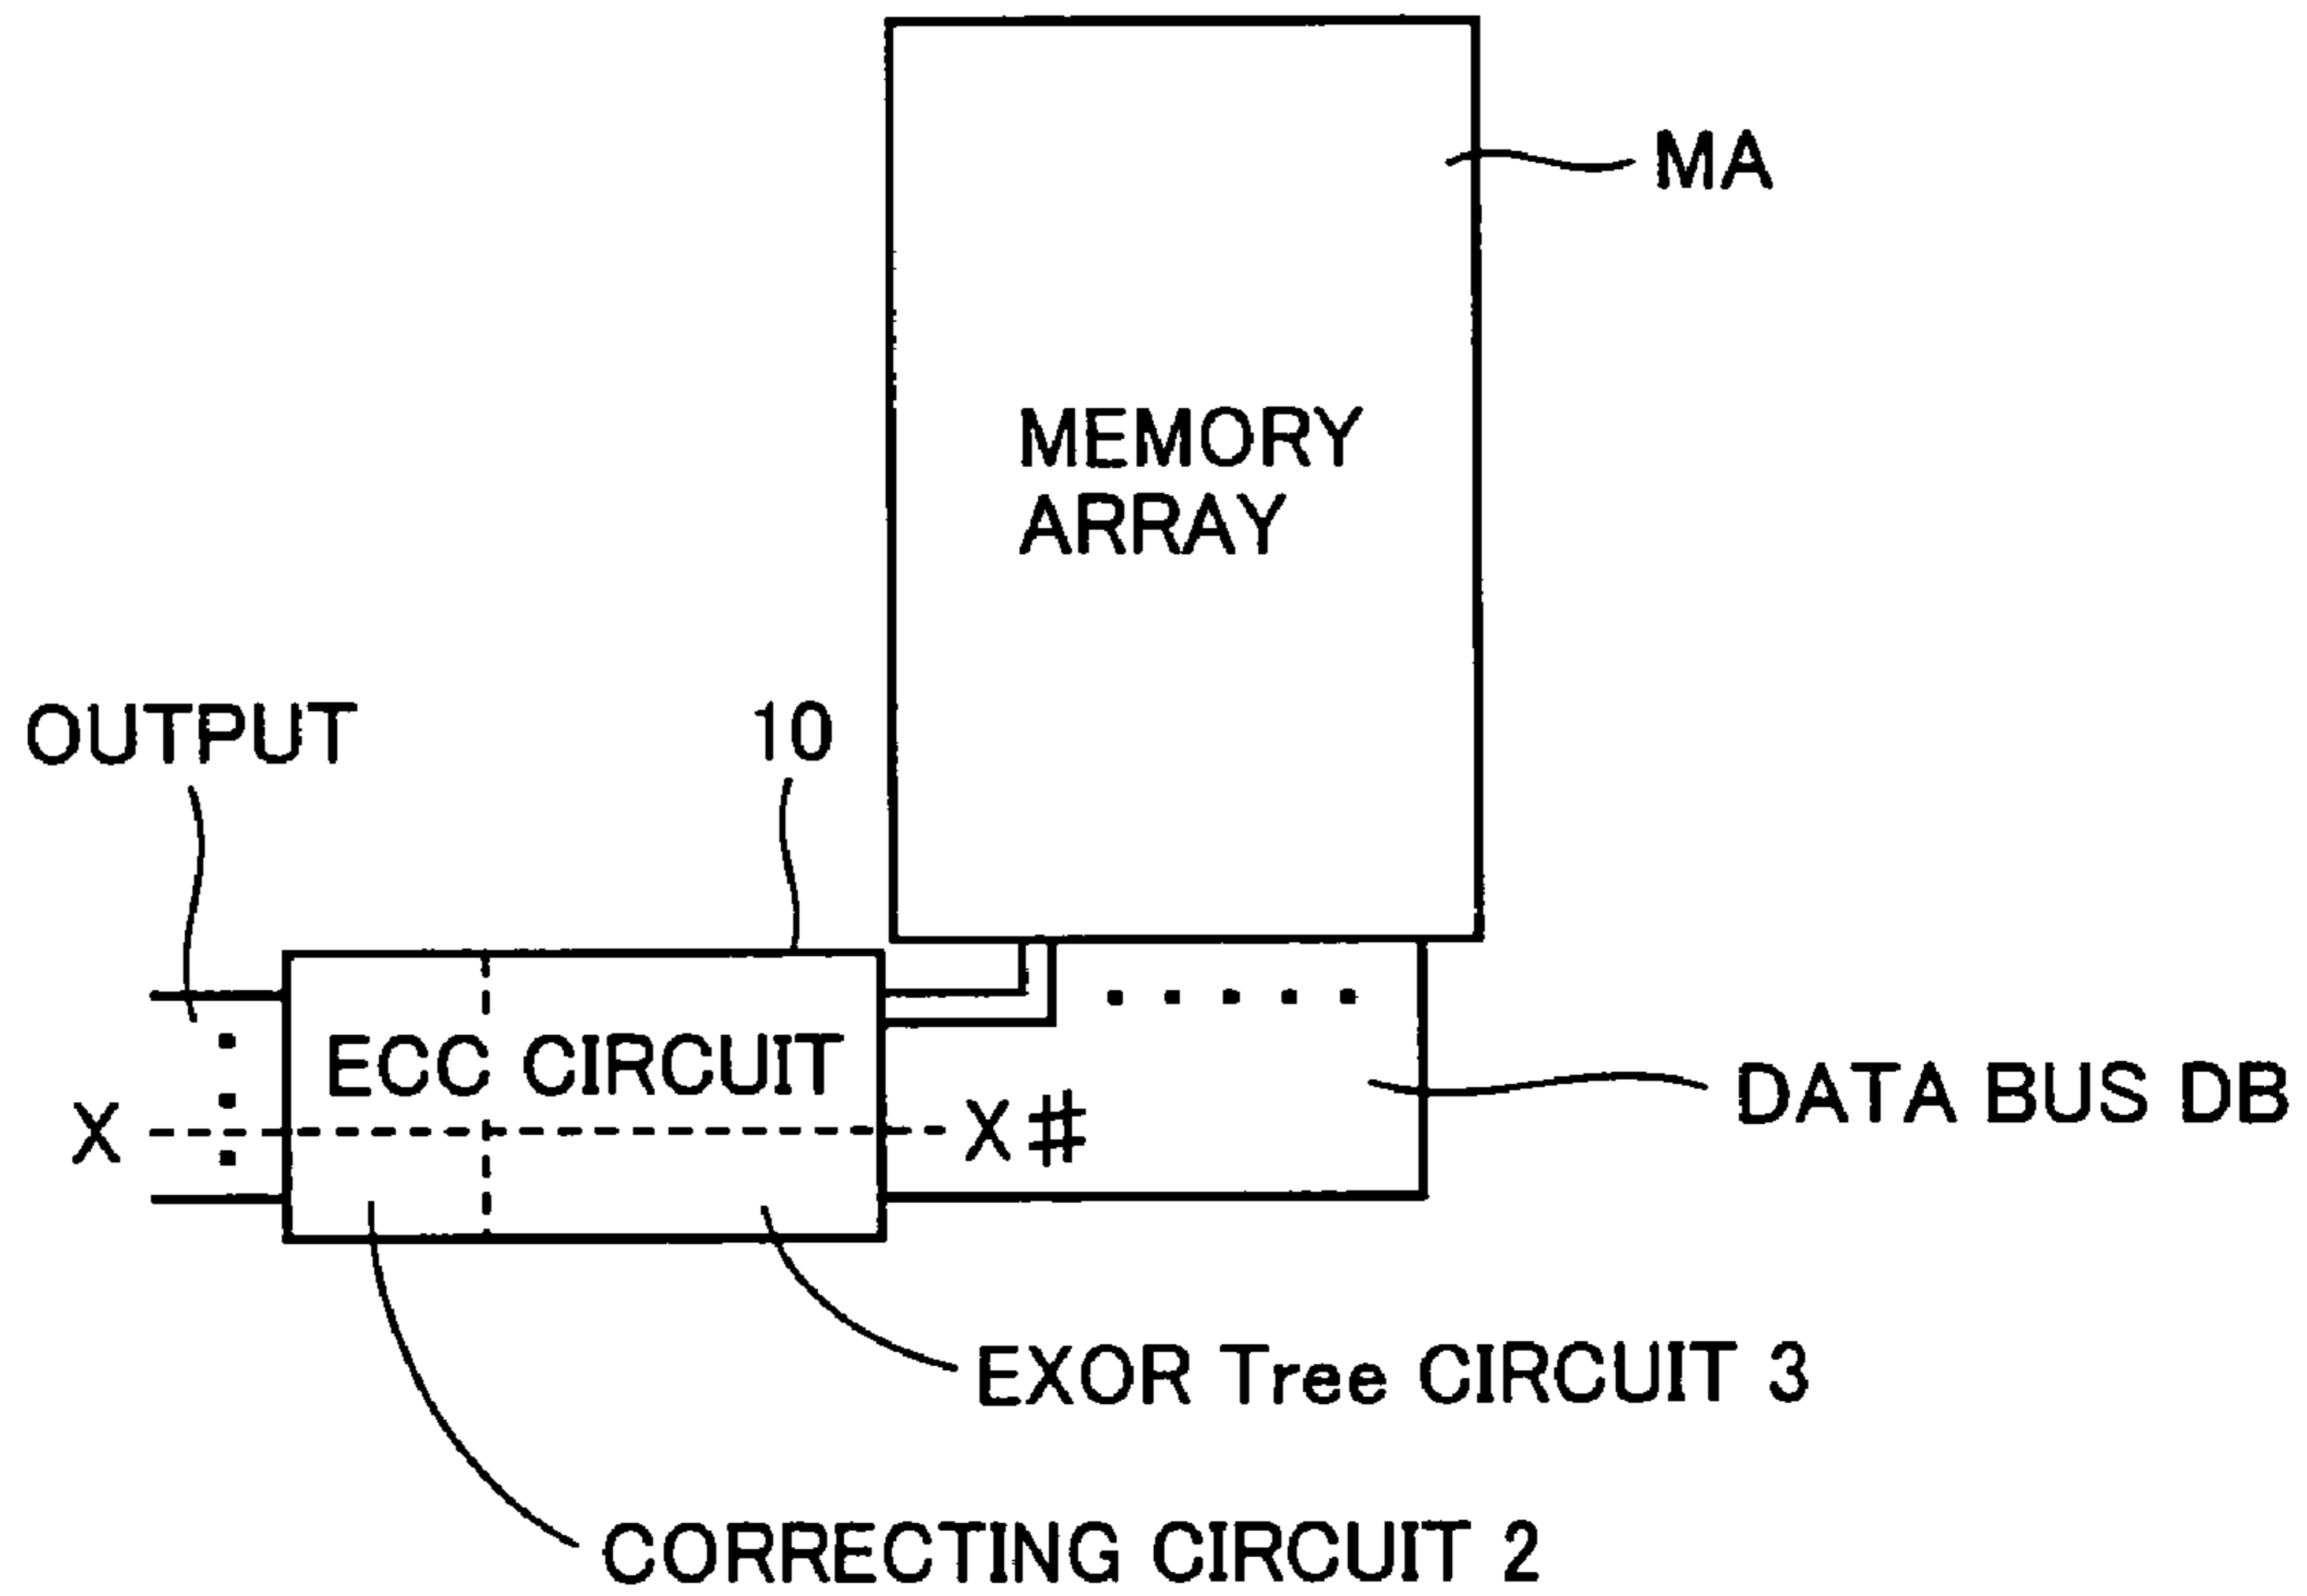 MA
MEMORY
ARRAY
OUTPUT
10
ECC CIRCUIT
X
X#
DATA BUS DB
EXOR Tree CIRCUIT 3
CORRECTING CIRCUIT 2